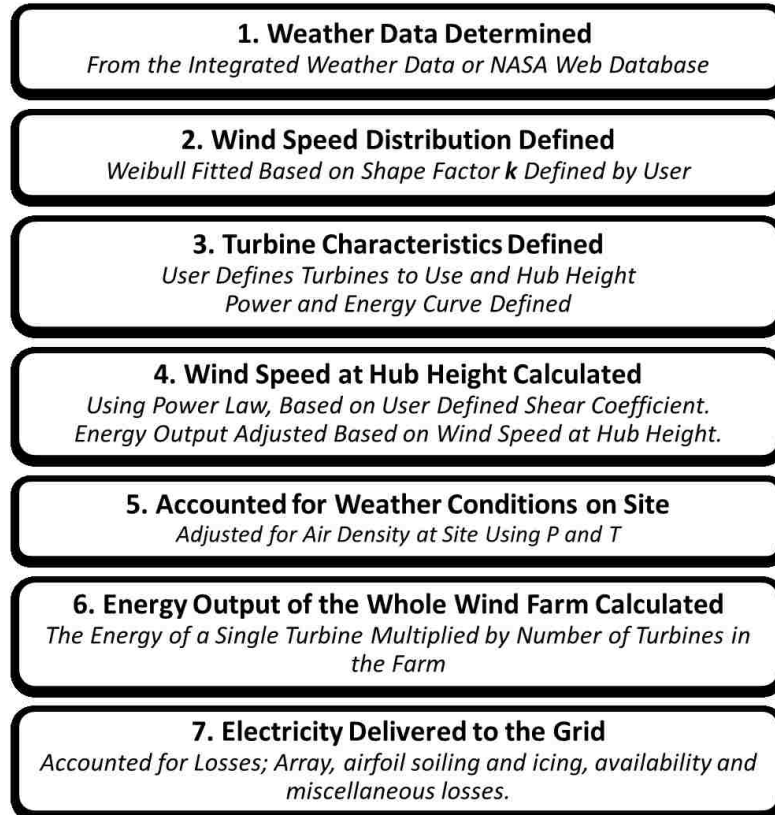 1. Weather Data Determined
From the Integrated Weather Data or NASA Web Database
2. Wind Speed Distribution Defined
Weibull Fitted Based on Shape Factor k Defined by User
3. Turbine Characteristics Defined
User Defines Turbines to Use and Hub Height
Power and Energy Curve Defined
4. Wind Speed at Hub Height Calculated
Using Power Law, Based on User Defined Shear Coefficient.
Energy Output Adjusted Based on Wind Speed at Hub Height.
5. Accounted for Weather Conditions on Site
Adjusted for Air Density at Site Using P and T
6. Energy Output of the Whole Wind Farm Calculated
The Energy of a Single Turbine Multiplied by Number of Turbines in
the Farm
7. Electricity Delivered to the Grid
Accounted for Losses; Array, airfoil soiling and icing, availability and
miscellaneous losses.